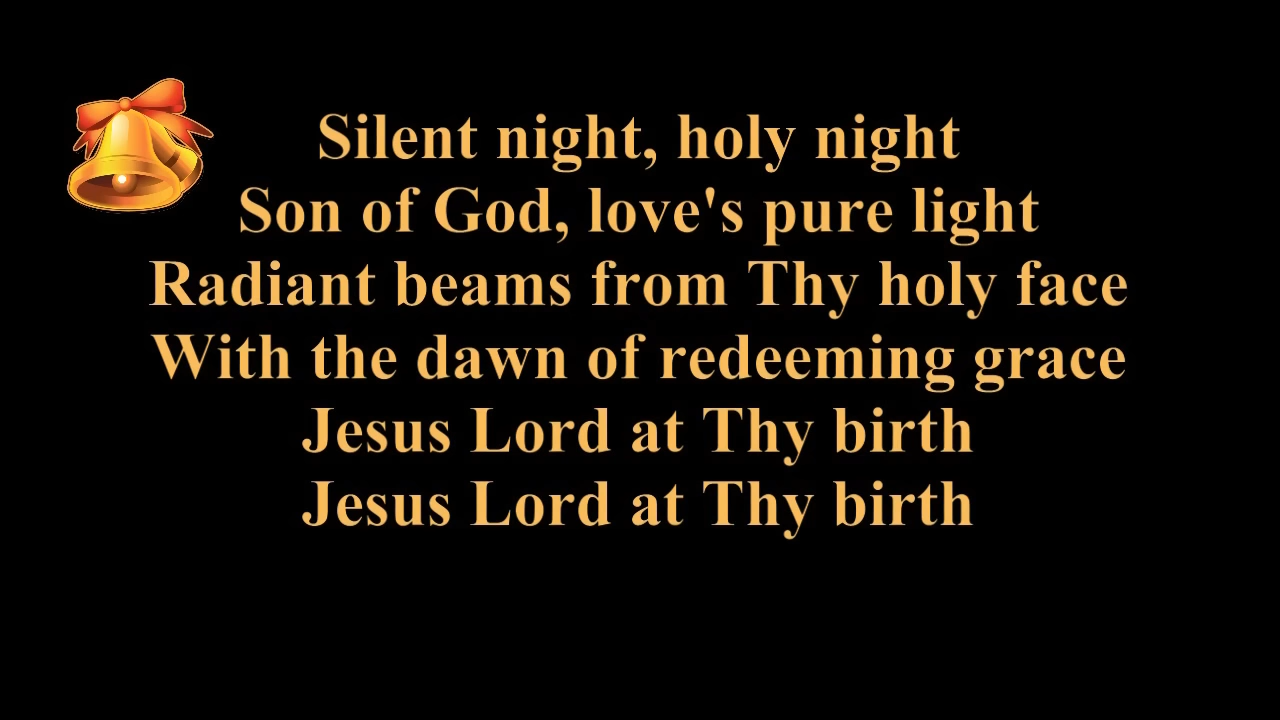 Silent night, holy night
Son of God, love's pure light
Radiant beams from Thy holy face
With the dawn of redeeming grace
Jesus Lord at Thy birth
Jesus Lord at Thy birth